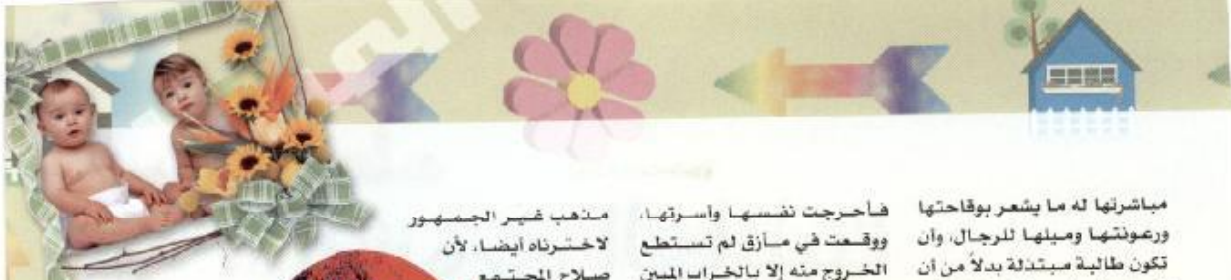 مباشرتها له ما يشعر بوقاحتها
ورعونتها وميلها للرجال، وأن
تكون طالبة مبتذلة بدلاً من أن
فأحرجت نفسها وأسرتها،
ووقعت في مأزق لم تستطع
الخروج منه إلا بالخراب المبين
مذهب غير الجمهور
لاخترناه أيضا، لأن
صلاح المجتمع